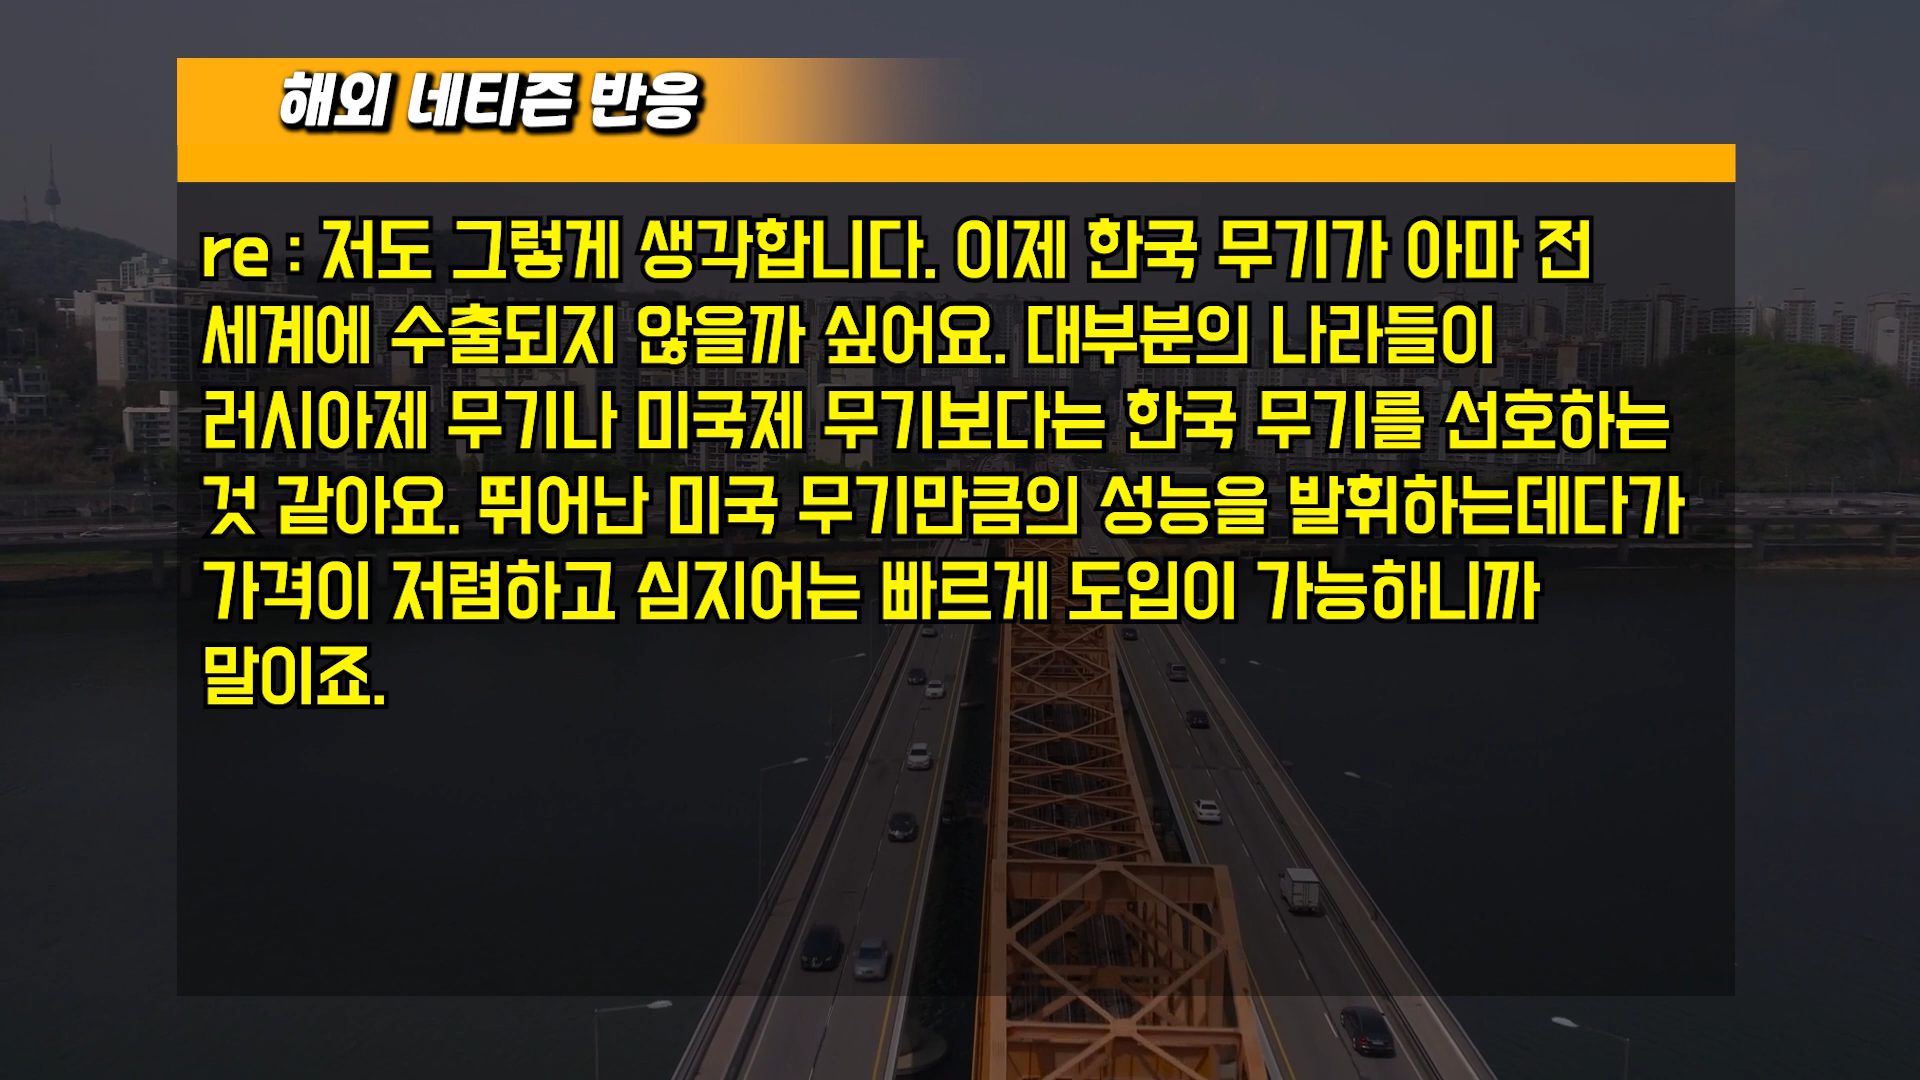 해외 네티즌 반응
re : 저도 그렇게 생각합니다. 이제 한국 무기가 아마 전
세계에 수출되지 않을까 싶어요. 대부분의 나라들이
러시아제 무기나 미국제 무기보다는 한국 무기를 선호하는
것 같아요. 뛰어난 미국 무기만큼의 성능을 발휘하는데다가
가격이 저렴하고 심지어는 빠르게 도입이 가능하니까
말이죠.